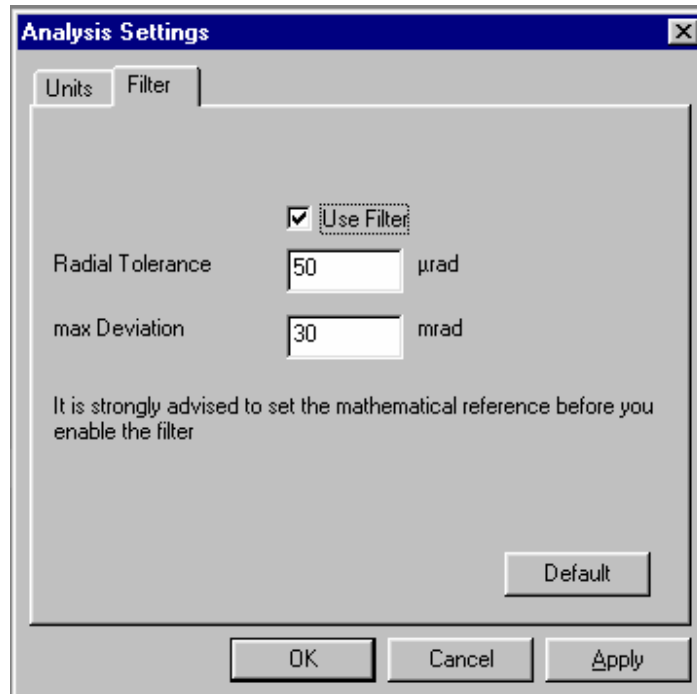 Analysis Settings
Units Filter
Use Filter
Radial Tolerance 50 µrad
max Deviation 30 mrad
It is strongly advised to set the mathematical reference before you
enable the filter
Default
OK Cancel Apply